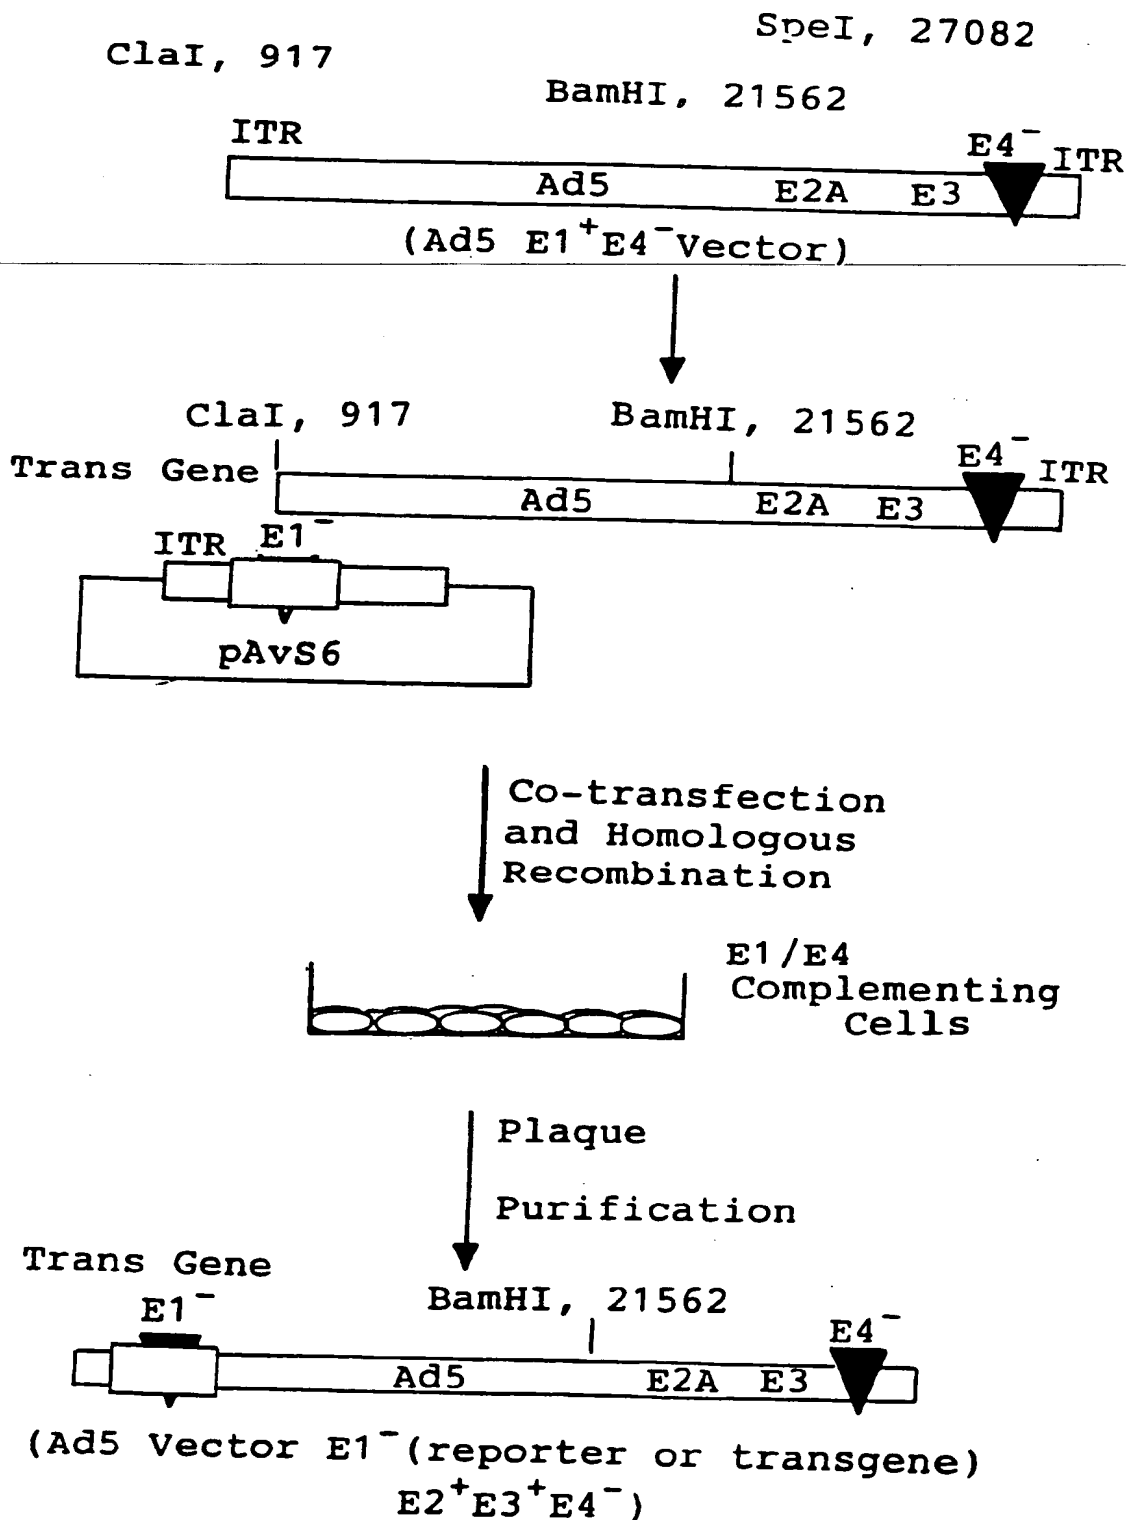 SpeI, 27082
ClaI, 917
BamHI, 21562
ITR
E4⁻ ITR
Ad5 E2A E3
(Ad5 E1⁺E4⁻Vector)
ClaI, 917
BamHI, 21562
Trans Gene
E4⁻ ITR
Ad5 E2A E3
ITR E1⁻
pAvS6
Co-transfection
and Homologous
Recombination
E1/E4
Complementing
Cells
Plaque
Purification
Trans Gene
BamHI, 21562
E1⁻
E4⁻
Ad5 E2A E3
(Ad5 Vector E1⁻(reporter or transgene)
E2⁺E3⁺E4⁻)